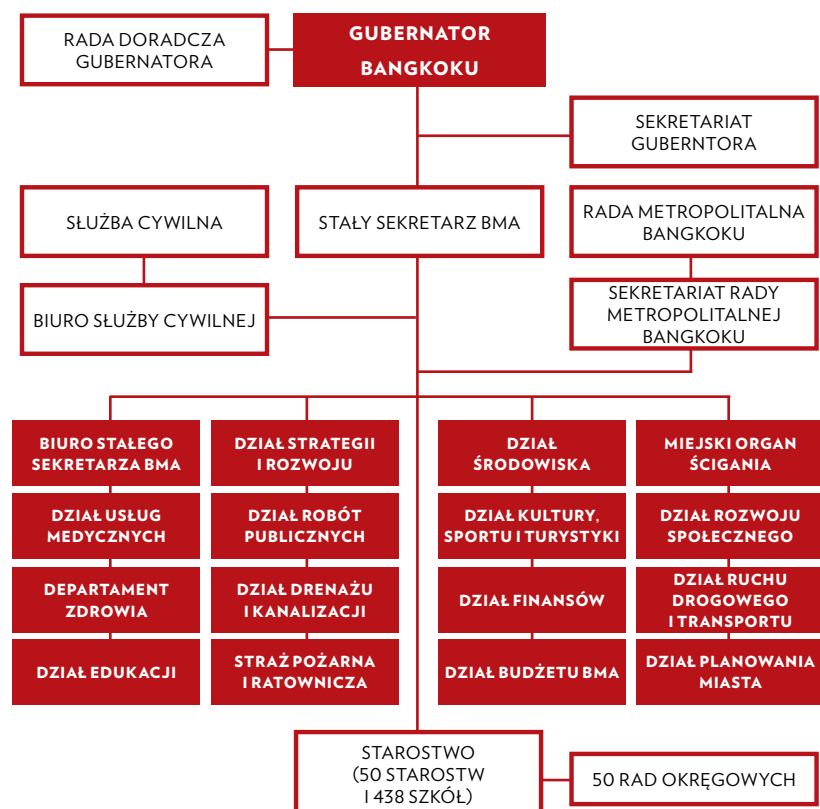 RADA DORADCZA
GUBERNATORA
GUBERNATOR
BANGKOKU
SEKRETARIAT
GUBERNTORA
SŁUŻBA CYWILNA
STAŁY SEKRETARZ BMA
RADA METROPOLITALNA
BANGKOKU
BIURO SŁUŻBY CYWILNEJ
SEKRETARIAT RADY
METROPOLITALNEJ
BANGKOKU
BIURO STAŁEGO
SEKRETARZA BMA
DZIAŁ STRATEGII
I ROZWOJU
DZIAŁ
ŚRODOWISKA
MIEJSKI ORGAN
ŚCIGANIA
DZIAŁ USŁUG
MEDYCZNYCH
DZIAŁ ROBÓT
PUBLICZNYCH
DZIAŁ KULTURY,
SPORTU I TURYSTYKI
DZIAŁ ROZWOJU
SPOŁECZNEGO
DEPARTAMENT
ZDROWIA
DZIAŁ DRENAŻU
I KANALIZACJI
DZIAŁ FINANSÓW
DZIAŁ RUCHU
DROGOWEGO
I TRANSPORTU
DZIAŁ EDUKACJI
STRAŻ POŻARNA
I RATOWNICZA
DZIAŁ BUDŻETU BMA
DZIAŁ PLANOWANIA
MIASTA
STAROSTWO
(50 STAROSTW
I 438 SZKÓŁ)
50 RAD OKRĘGOWYCH